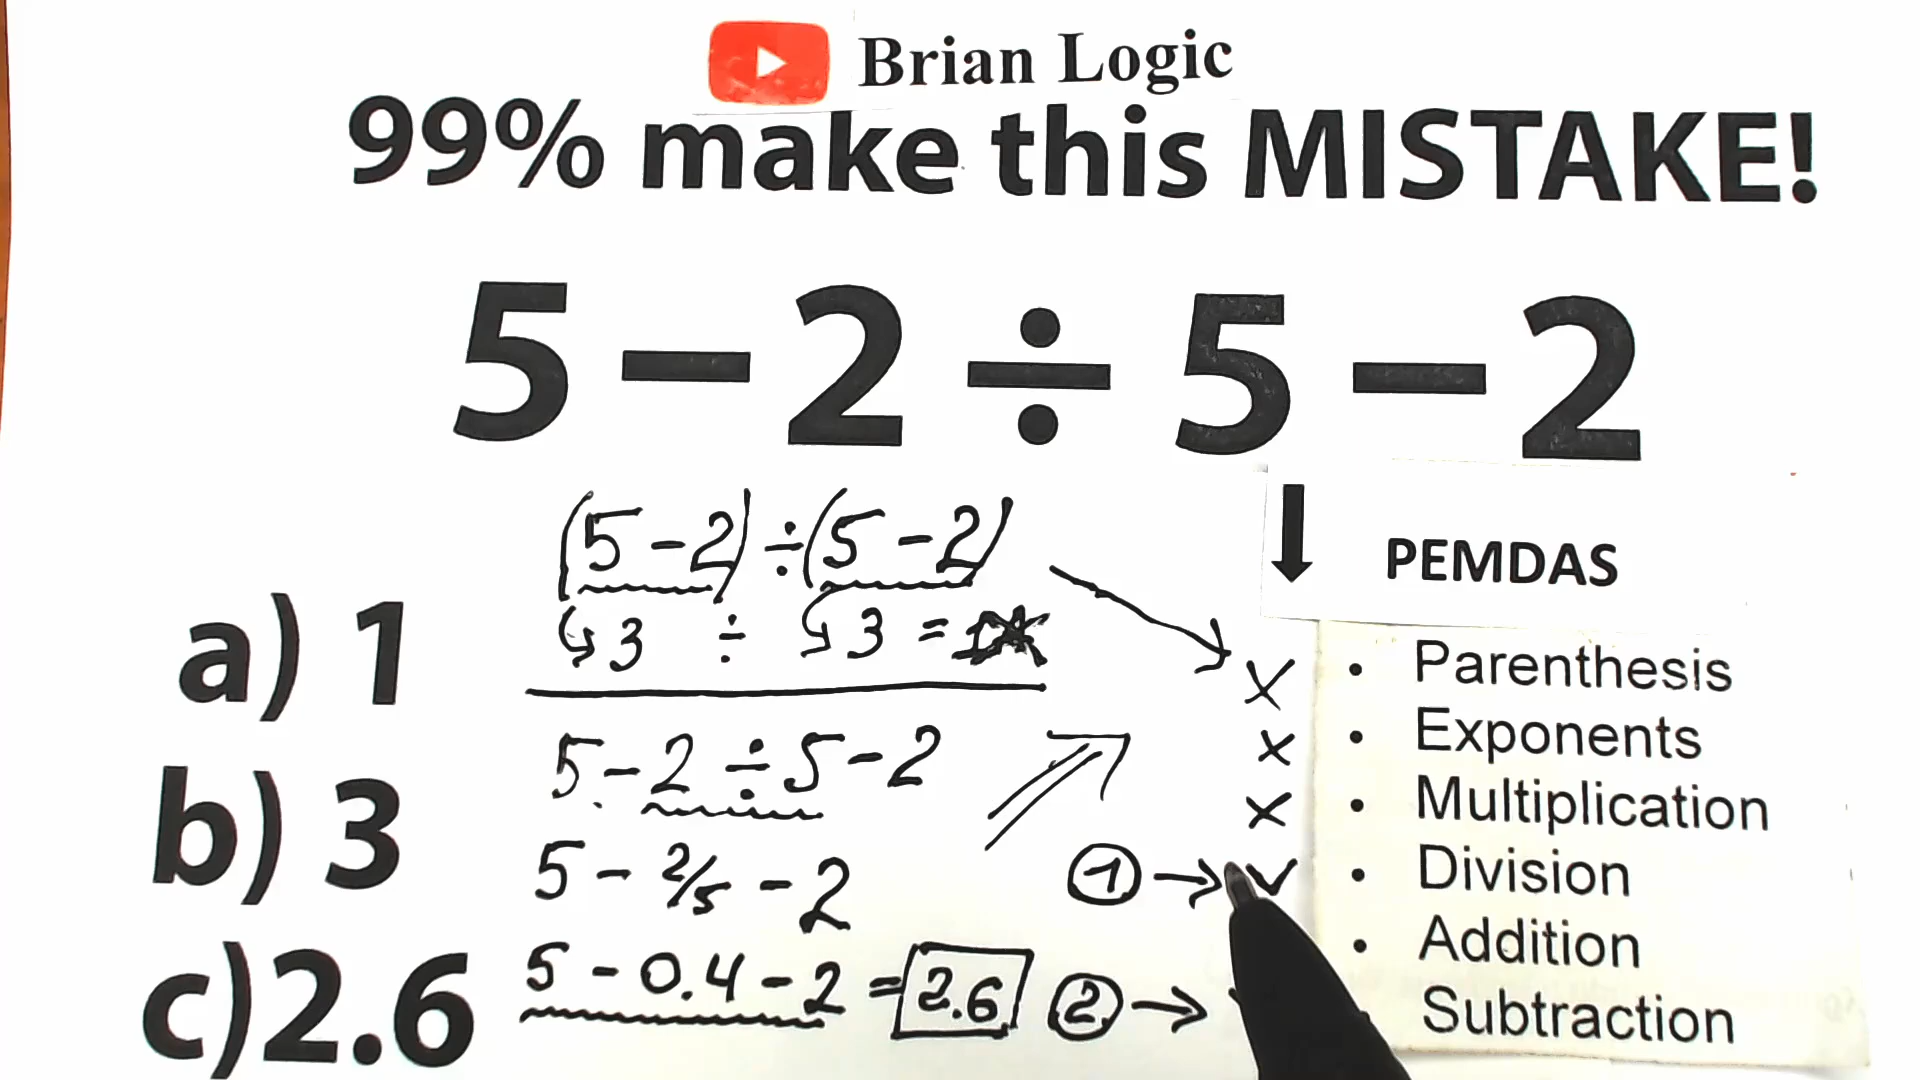 Brian Logic
99% make this MISTAKE!
5 – 2 ÷ 5 – 2
(5 – 2) ÷ (5 – 2)
PEMDAS
a) 1
3 ÷ 3 =
x • Parenthesis
x • Exponents
5 – 2 ÷ 5 – 2
b) 3
x • Multiplication
5 – 2/5 – 2
1 → v • Division
• Addition
c) 2.6
5 – 0.4 – 2 = 2.6
2 → Subtraction